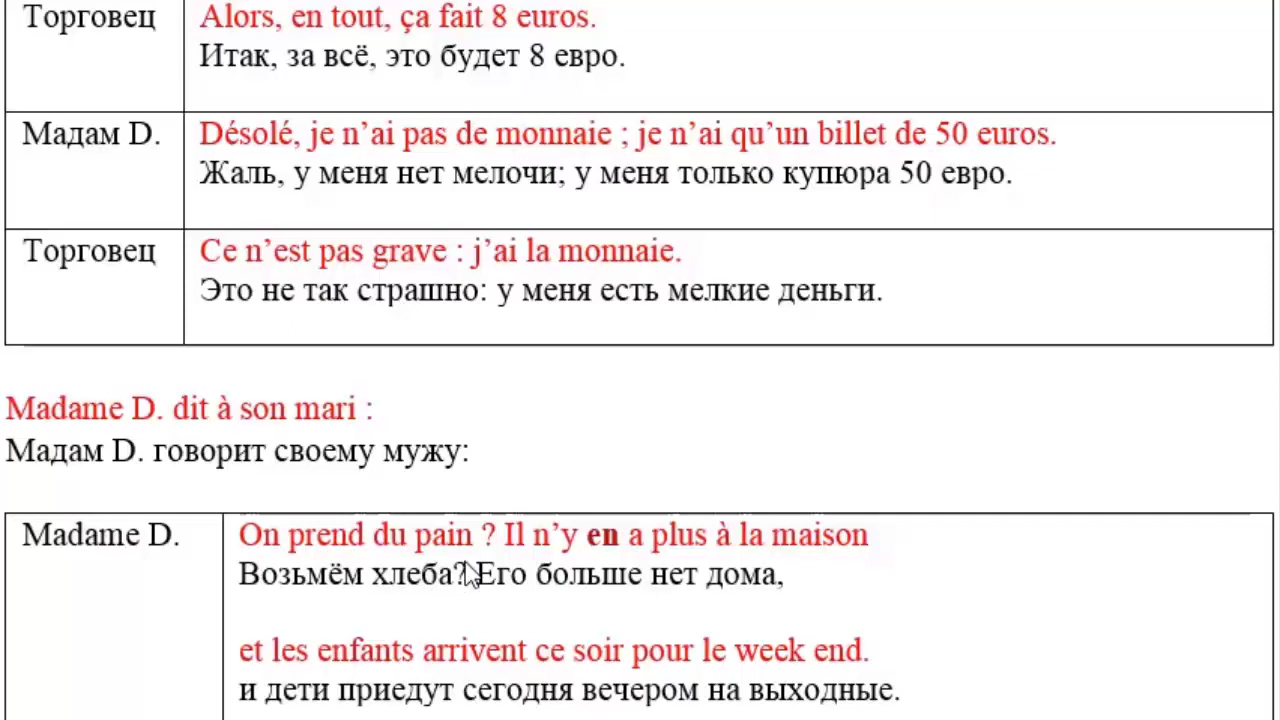 Торговец
Alors, en tout, ça fait 8 euros.
Итак, за всё, это будет 8 евро.
Мадам D.
Désolé, je n’ai pas de monnaie ; je n’ai qu’un billet de 50 euros.
Жаль, у меня нет мелочи; у меня только купюра 50 евро.
Торговец
Ce n’est pas grave : j’ai la monnaie.
Это не так страшно: у меня есть мелкие деньги.
Madame D. dit à son mari :
Мадам D. говорит своему мужу:
Madame D.
On prend du pain ? Il n’y en a plus à la maison
Возьмём хлеба? Его больше нет дома,
et les enfants arrivent ce soir pour le week end.
и дети приедут сегодня вечером на выходные.